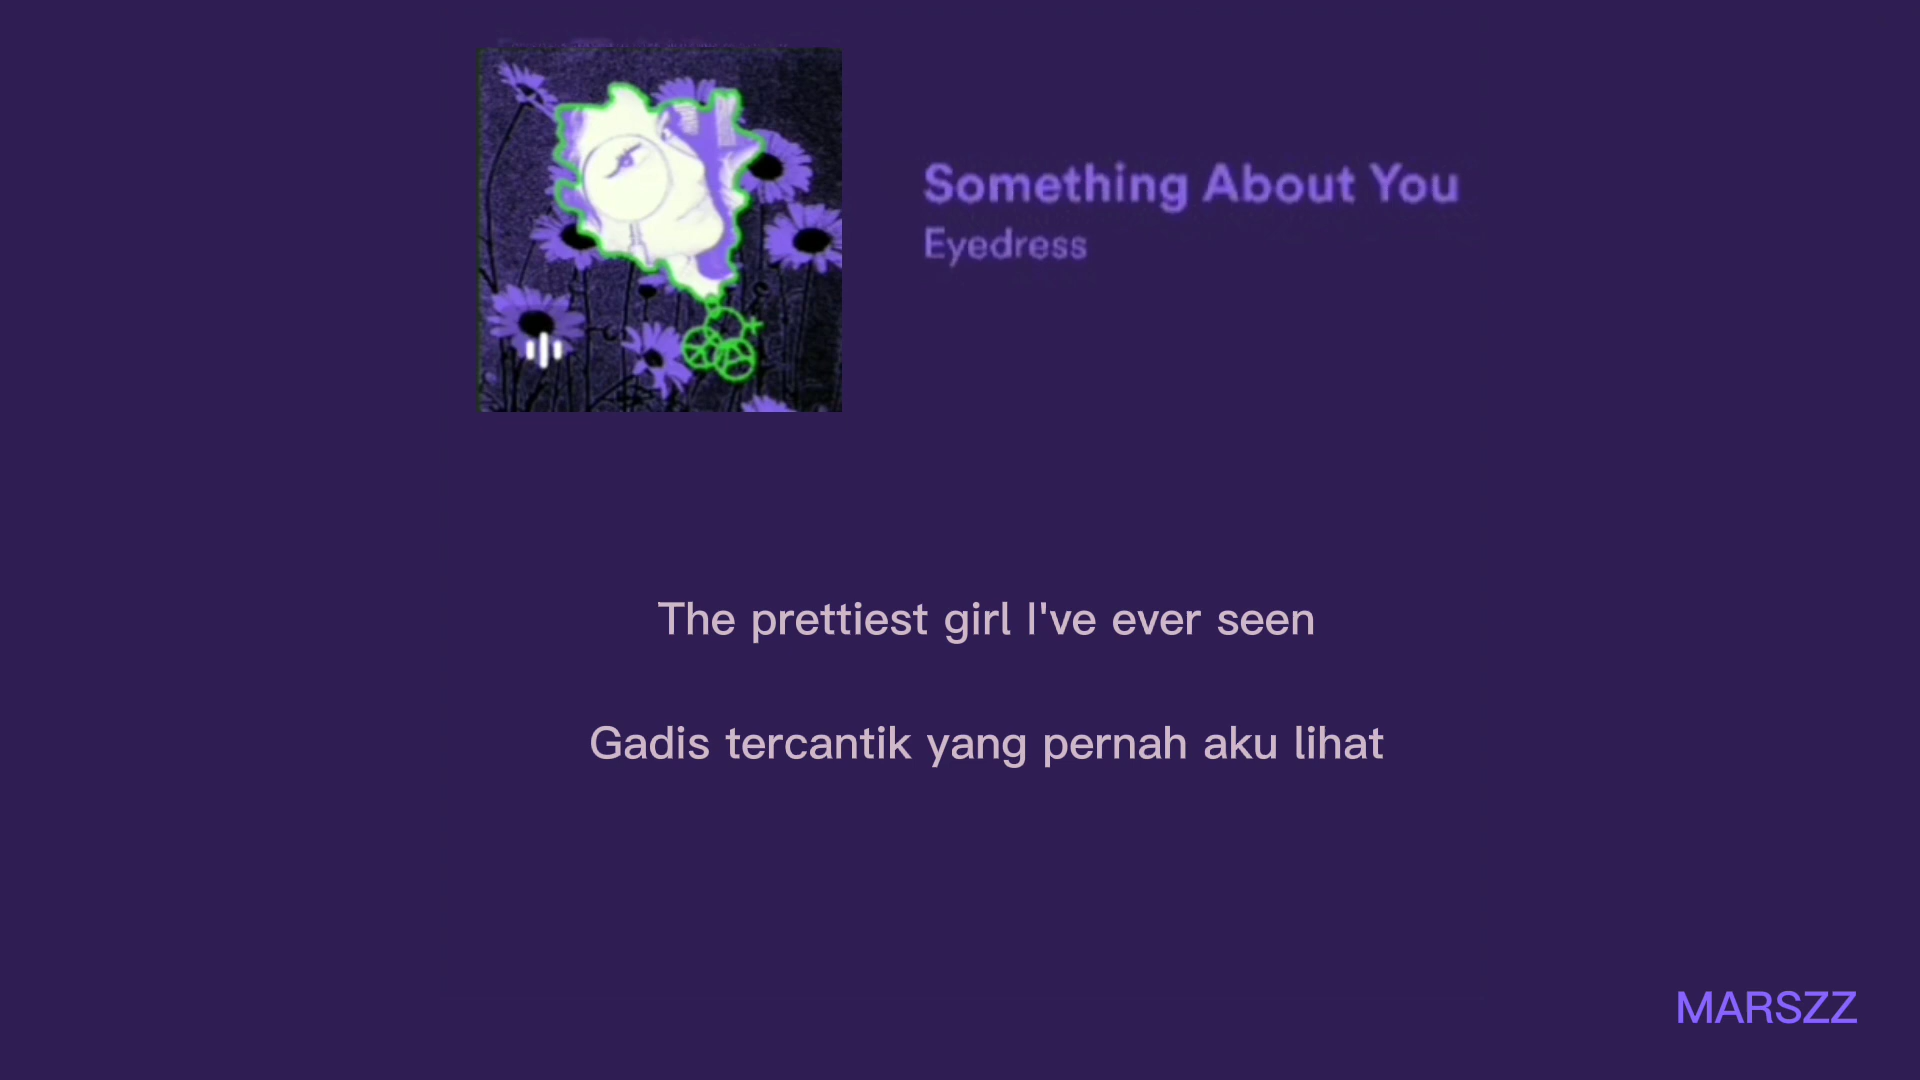 Something About You
Eyedress
The prettiest girl I've ever seen
Gadis tercantik yang pernah aku lihat
MARSZZ